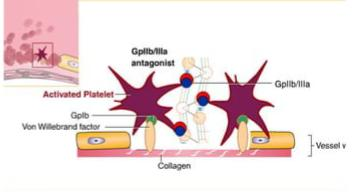 GpIIb/IIIa
antagonist
GpIIb/IIIa
Activated Platelet
GpIb
Von Willebrand factor
Vessel
Collagen